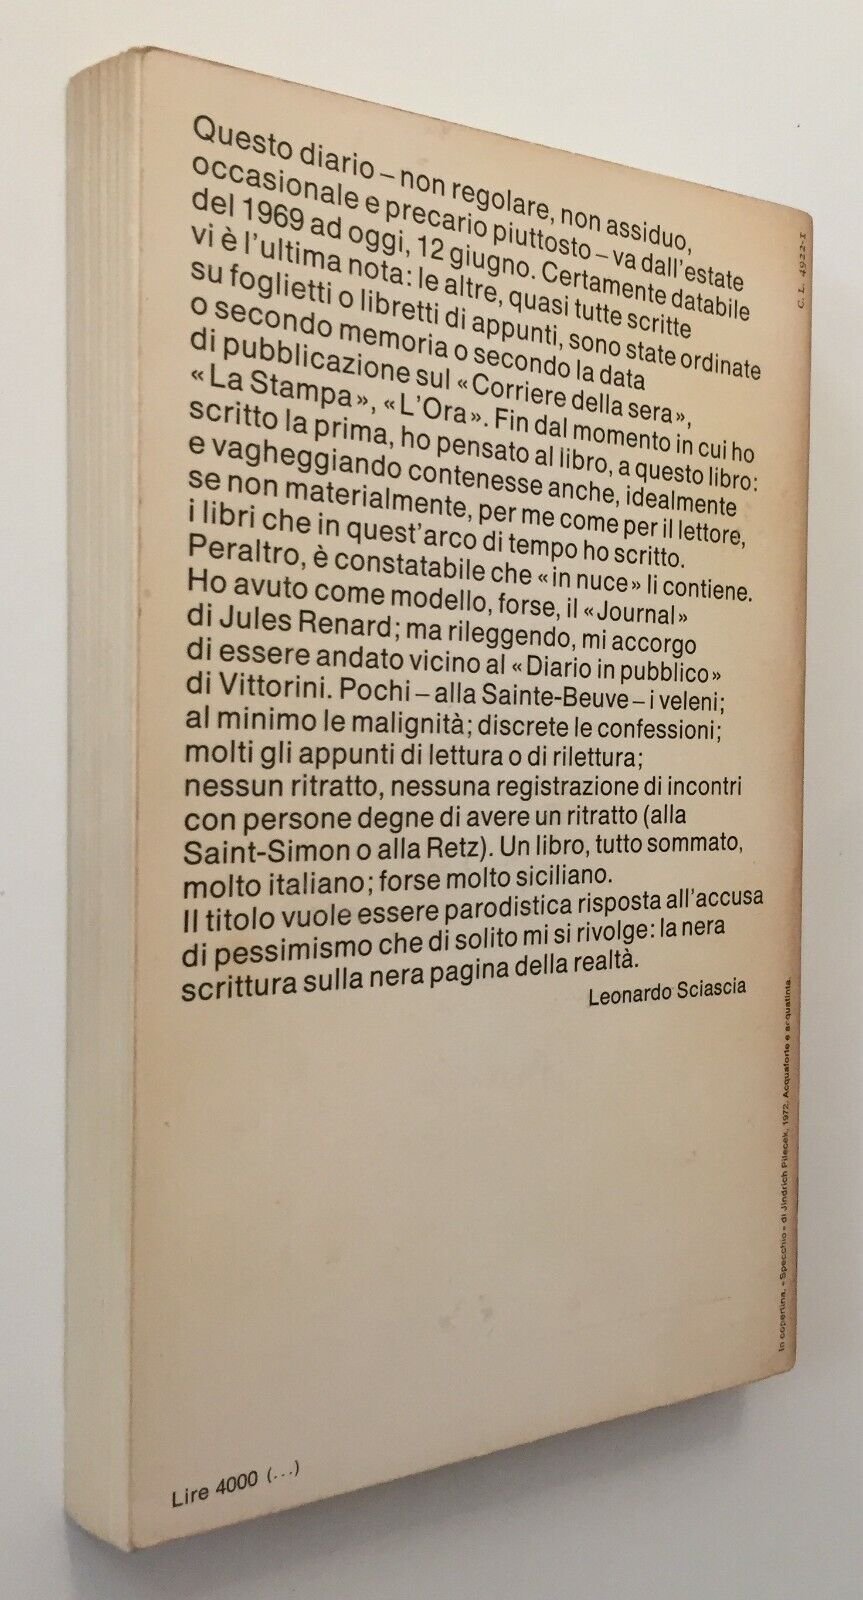 Questo diario – non regolare, non assiduo,
occasionale e precario piuttosto – va dall'estate
del 1969 ad oggi, 12 giugno. Certamente databile
vi è l'ultima nota: le altre, quasi tutte scritte
su foglietti o libretti di appunti, sono state ordinate
o secondo memoria o secondo la data
di pubblicazione sul «Corriere della sera»,
«La Stampa», «L'Ora». Fin dal momento in cui ho
scritto la prima, ho pensato al libro, a questo libro:
e vagheggiando contenesse anche, idealmente
se non materialmente, per me come per il lettore,
i libri che in quest'arco di tempo ho scritto.
Peraltro, è constatabile che «in nuce» li contiene.
Ho avuto come modello, forse, il «Journal»
di Jules Renard; ma rileggendo, mi accorgo
di essere andato vicino al «Diario in pubblico»
di Vittorini. Pochi – alla Sainte-Beuve – i veleni;
al minimo le malignità; discrete le confessioni;
molti gli appunti di lettura o di rilettura;
nessun ritratto, nessuna registrazione di incontri
con persone degne di avere un ritratto (alla
Saint-Simon o alla Retz). Un libro, tutto sommato,
molto italiano; forse molto siciliano.
Il titolo vuole essere parodistica risposta all'accusa
di pessimismo che di solito mi si rivolge: la nera
scrittura sulla nera pagina della realtà.
Leonardo Sciascia
C. L. 4922-1
In copertina, «Specchio» di Jindrich Pilecek, 1972. Acquaforte e acquatinta.
Lire 4000 (...)